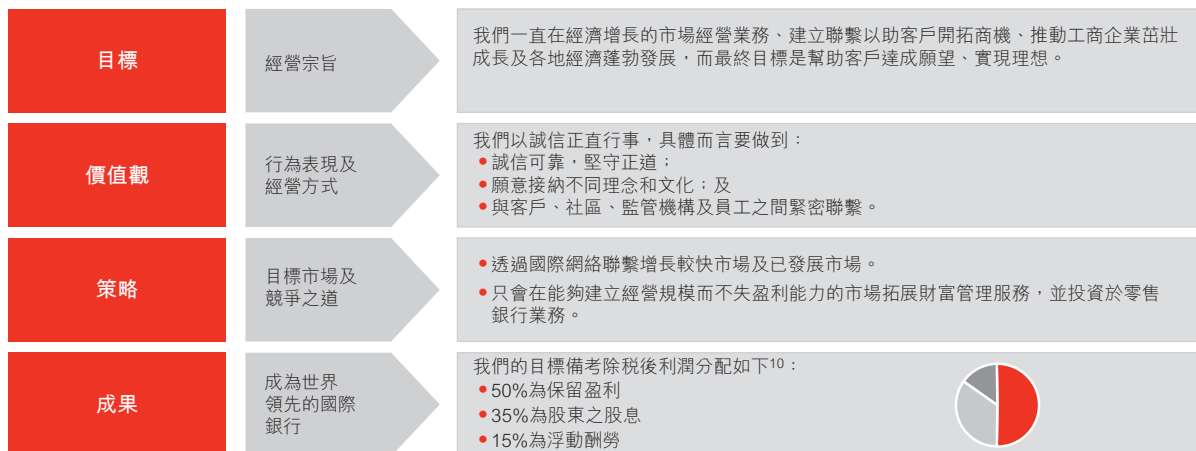 目標
經營宗旨
我們一直在經濟增長的市場經營業務、建立聯繫以助客戶開拓商機、推動工商企業茁壯
成長及各地經濟蓬勃發展，而最終目標是幫助客戶達成願望、實現理想。
價值觀
行為表現及
經營方式
我們以誠信正直行事，具體而言要做到：
•誠信可靠，堅守正道；
•願意接納不同理念和文化；及
•與客戶、社區、監管機構及員工之間緊密聯繫。
策略
目標市場及
競爭之道
•透過國際網絡聯繫增長較快市場及已發展市場。
•只會在能夠建立經營規模而不失盈利能力的市場拓展財富管理服務，並投資於零售
銀行業務。
成果
成為世界
領先的國際
銀行
我們的目標備考除稅後利潤分配如下10：
•50%為保留盈利
•35%為股東之股息
•15%為浮動酬勞